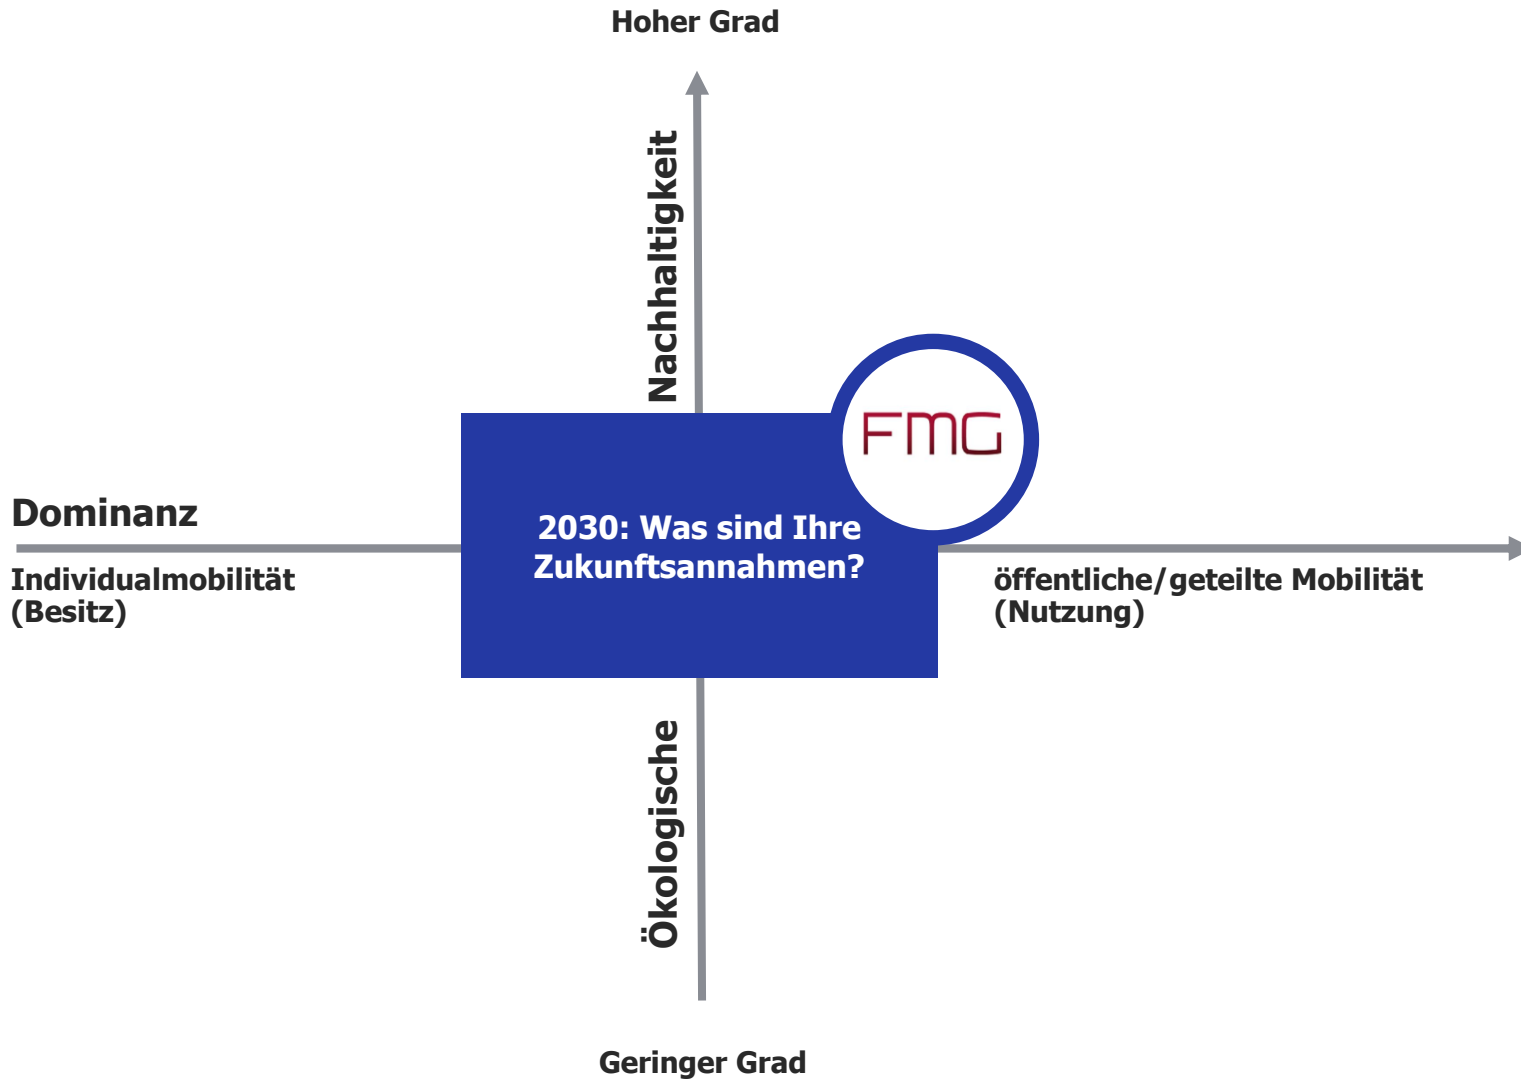 Hoher Grad
Nachhaltigkeit
FMG
Dominanz
2030: Was sind Ihre
Zukunftsannahmen?
Individualmobilität
(Besitz)
öffentliche/geteilte Mobilität
(Nutzung)
Ökologische
Geringer Grad